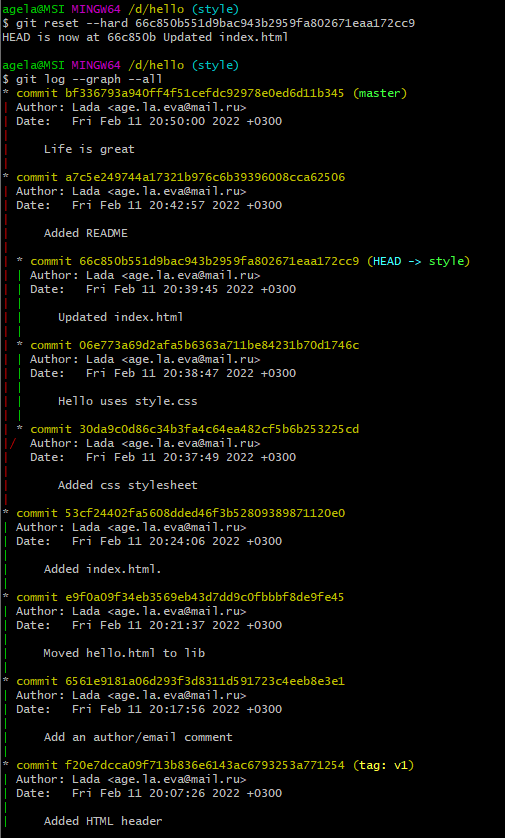 agela@MSI MINGW64 /d/hello (style)
$ git reset --hard 66c850b551d9bac943b2959fa802671eaa172cc9
HEAD is now at 66c850b Updated index.html
agela@MSI MINGW64 /d/hello (style)
$ git log --graph --all
* commit bf336793a940ff4f51cefdc92978e0ed6d11b345 (master)
| Author: Lada <age.la.eva@mail.ru>
| Date:   Fri Feb 11 20:50:00 2022 +0300
|
|     Life is great
|
* commit a7c5e249744a17321b976c6b39396008cca62506
| Author: Lada <age.la.eva@mail.ru>
| Date:   Fri Feb 11 20:42:57 2022 +0300
|
|     Added README
|
| * commit 66c850b551d9bac943b2959fa802671eaa172cc9 (HEAD -> style)
| | Author: Lada <age.la.eva@mail.ru>
| | Date:   Fri Feb 11 20:39:45 2022 +0300
| |
| |     Updated index.html
| |
| * commit 06e773a69d2afa5b6363a711be84231b70d1746c
| | Author: Lada <age.la.eva@mail.ru>
| | Date:   Fri Feb 11 20:38:47 2022 +0300
| |
| |     Hello uses style.css
| |
| * commit 30da9c0d86c34b3fa4c64ea482cf5b6b253225cd
|/  Author: Lada <age.la.eva@mail.ru>
|   Date:   Fri Feb 11 20:37:49 2022 +0300
|
|       Added css stylesheet
|
* commit 53cf24402fa5608dded46f3b52809389871120e0
| Author: Lada <age.la.eva@mail.ru>
| Date:   Fri Feb 11 20:24:06 2022 +0300
|
|     Added index.html.
|
* commit e9f0a09f34eb3569eb43d7dd9c0fbbbf8de9fe45
| Author: Lada <age.la.eva@mail.ru>
| Date:   Fri Feb 11 20:21:37 2022 +0300
|
|     Moved hello.html to lib
|
* commit 6561e9181a06d293f3d8311d591723c4eeb8e3e1
| Author: Lada <age.la.eva@mail.ru>
| Date:   Fri Feb 11 20:17:56 2022 +0300
|
|     Add an author/email comment
|
* commit f20e7dcca09f713b836e6143ac6793253a771254 (tag: v1)
| Author: Lada <age.la.eva@mail.ru>
| Date:   Fri Feb 11 20:07:26 2022 +0300
|
|     Added HTML header